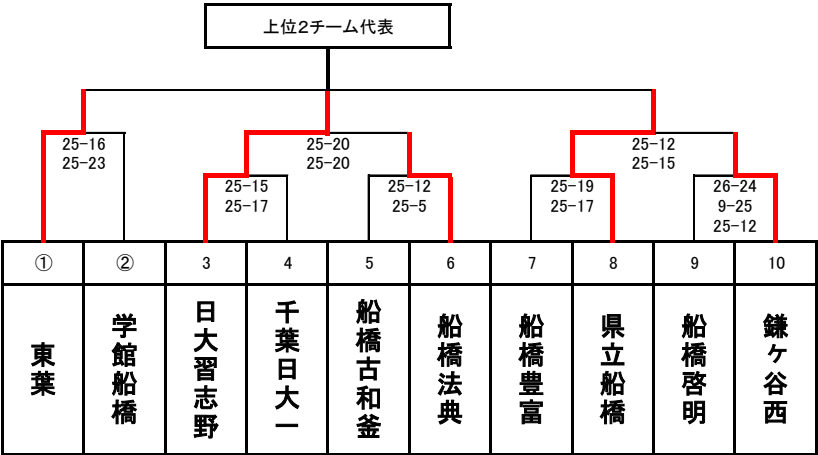 上位2チーム代表
25-16
25-23
25-20
25-20
25-12
25-15
25-15
25-17
25-12
25-5
25-19
25-17
26-24
9-25
25-12
① ② 3 4 5 6 7 8 9 10
東葉
学館船橋
日大習志野
千葉日大一
船橋古和釜
船橋法典
船橋豊富
県立船橋
船橋啓明
鎌ヶ谷西